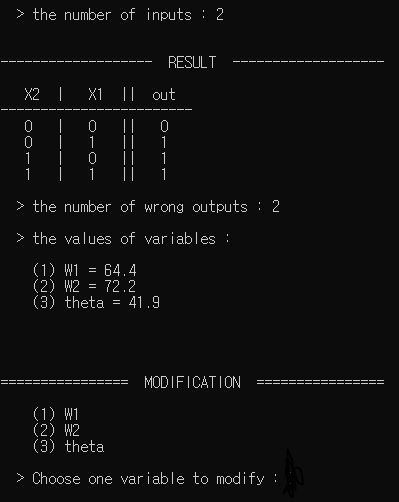 > the number of inputs : 2
------------------- RESULT -------------------
X2 | X1 || out
------------------------
0 | 0 || 0
0 | 1 || 1
1 | 0 || 1
1 | 1 || 1
> the number of wrong outputs : 2
> the values of variables :
(1) W1 = 64.4
(2) W2 = 72.2
(3) theta = 41.9
================ MODIFICATION ================
(1) W1
(2) W2
(3) theta
> Choose one variable to modify :